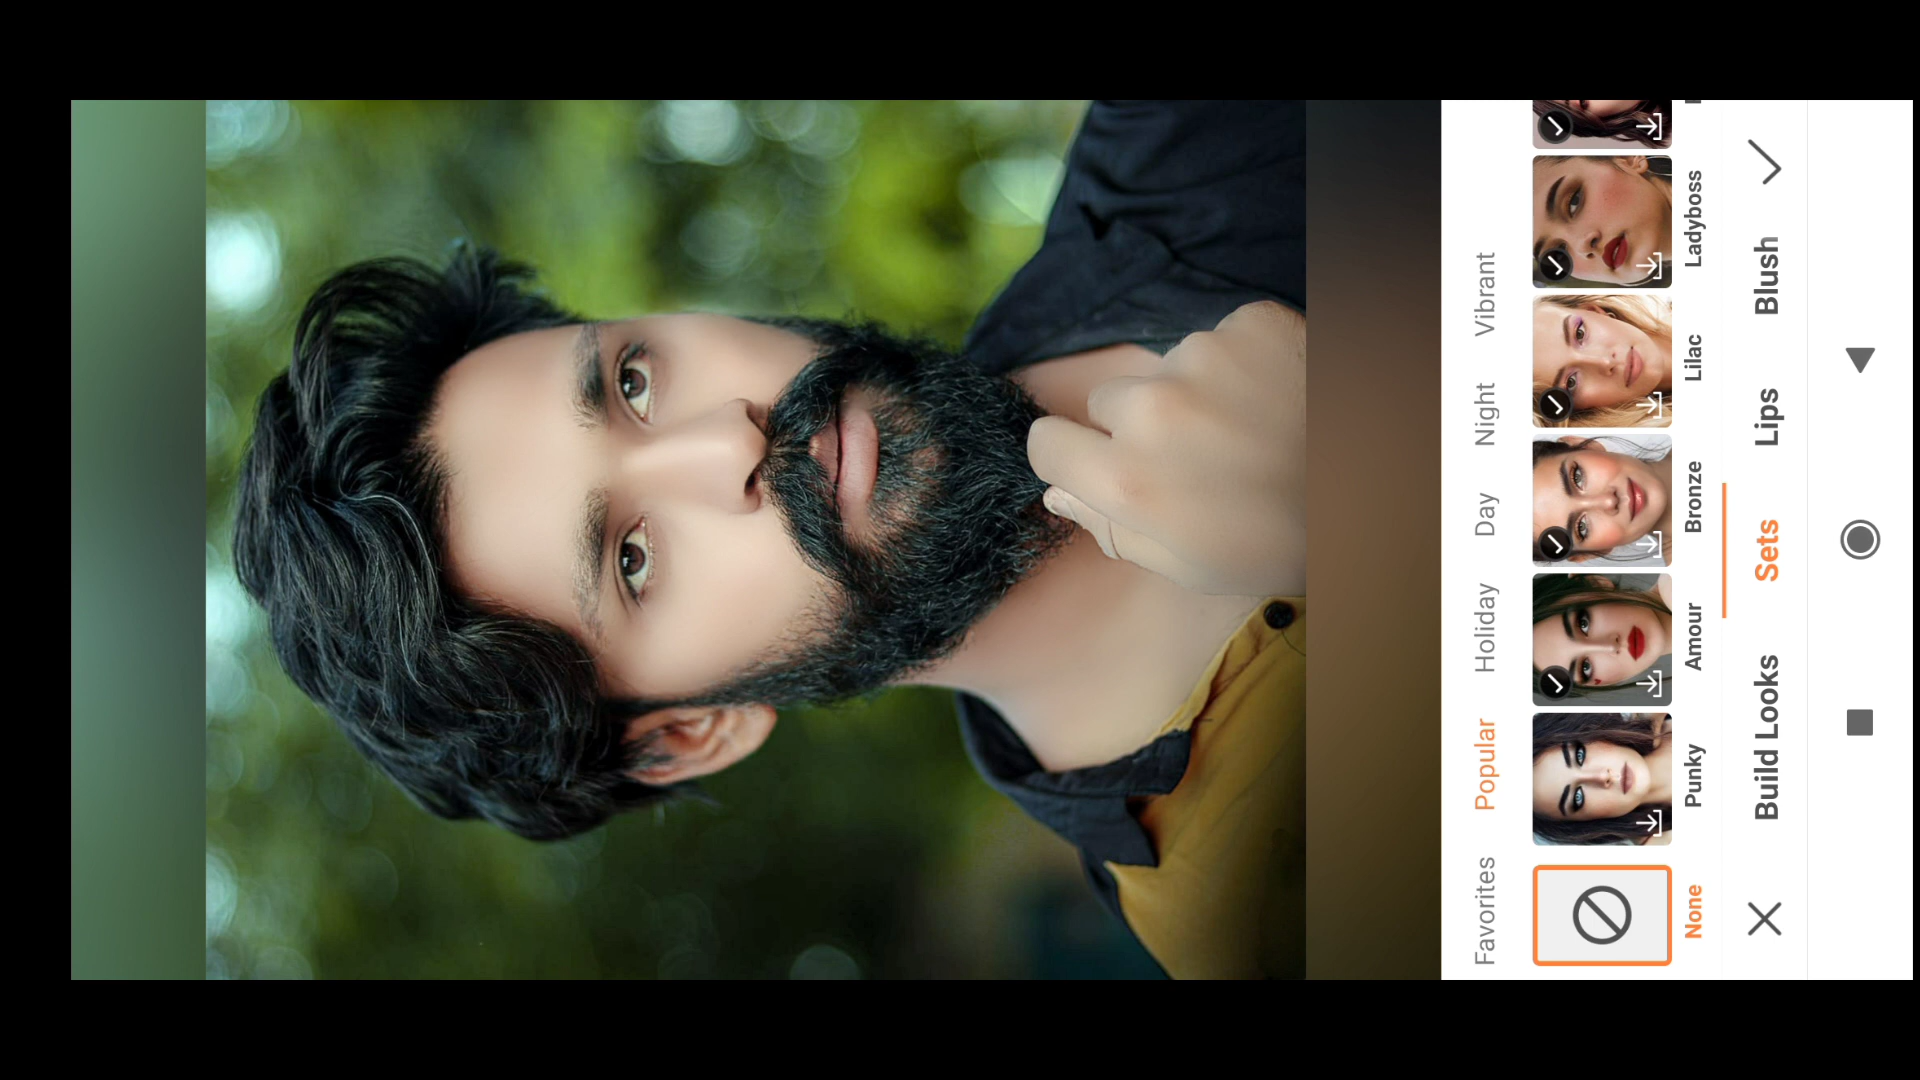 Favorites Popular Holiday Day Night Vibrant
None Punky Amour Bronze Lilac Ladyboss
Build Looks Sets Lips Blush